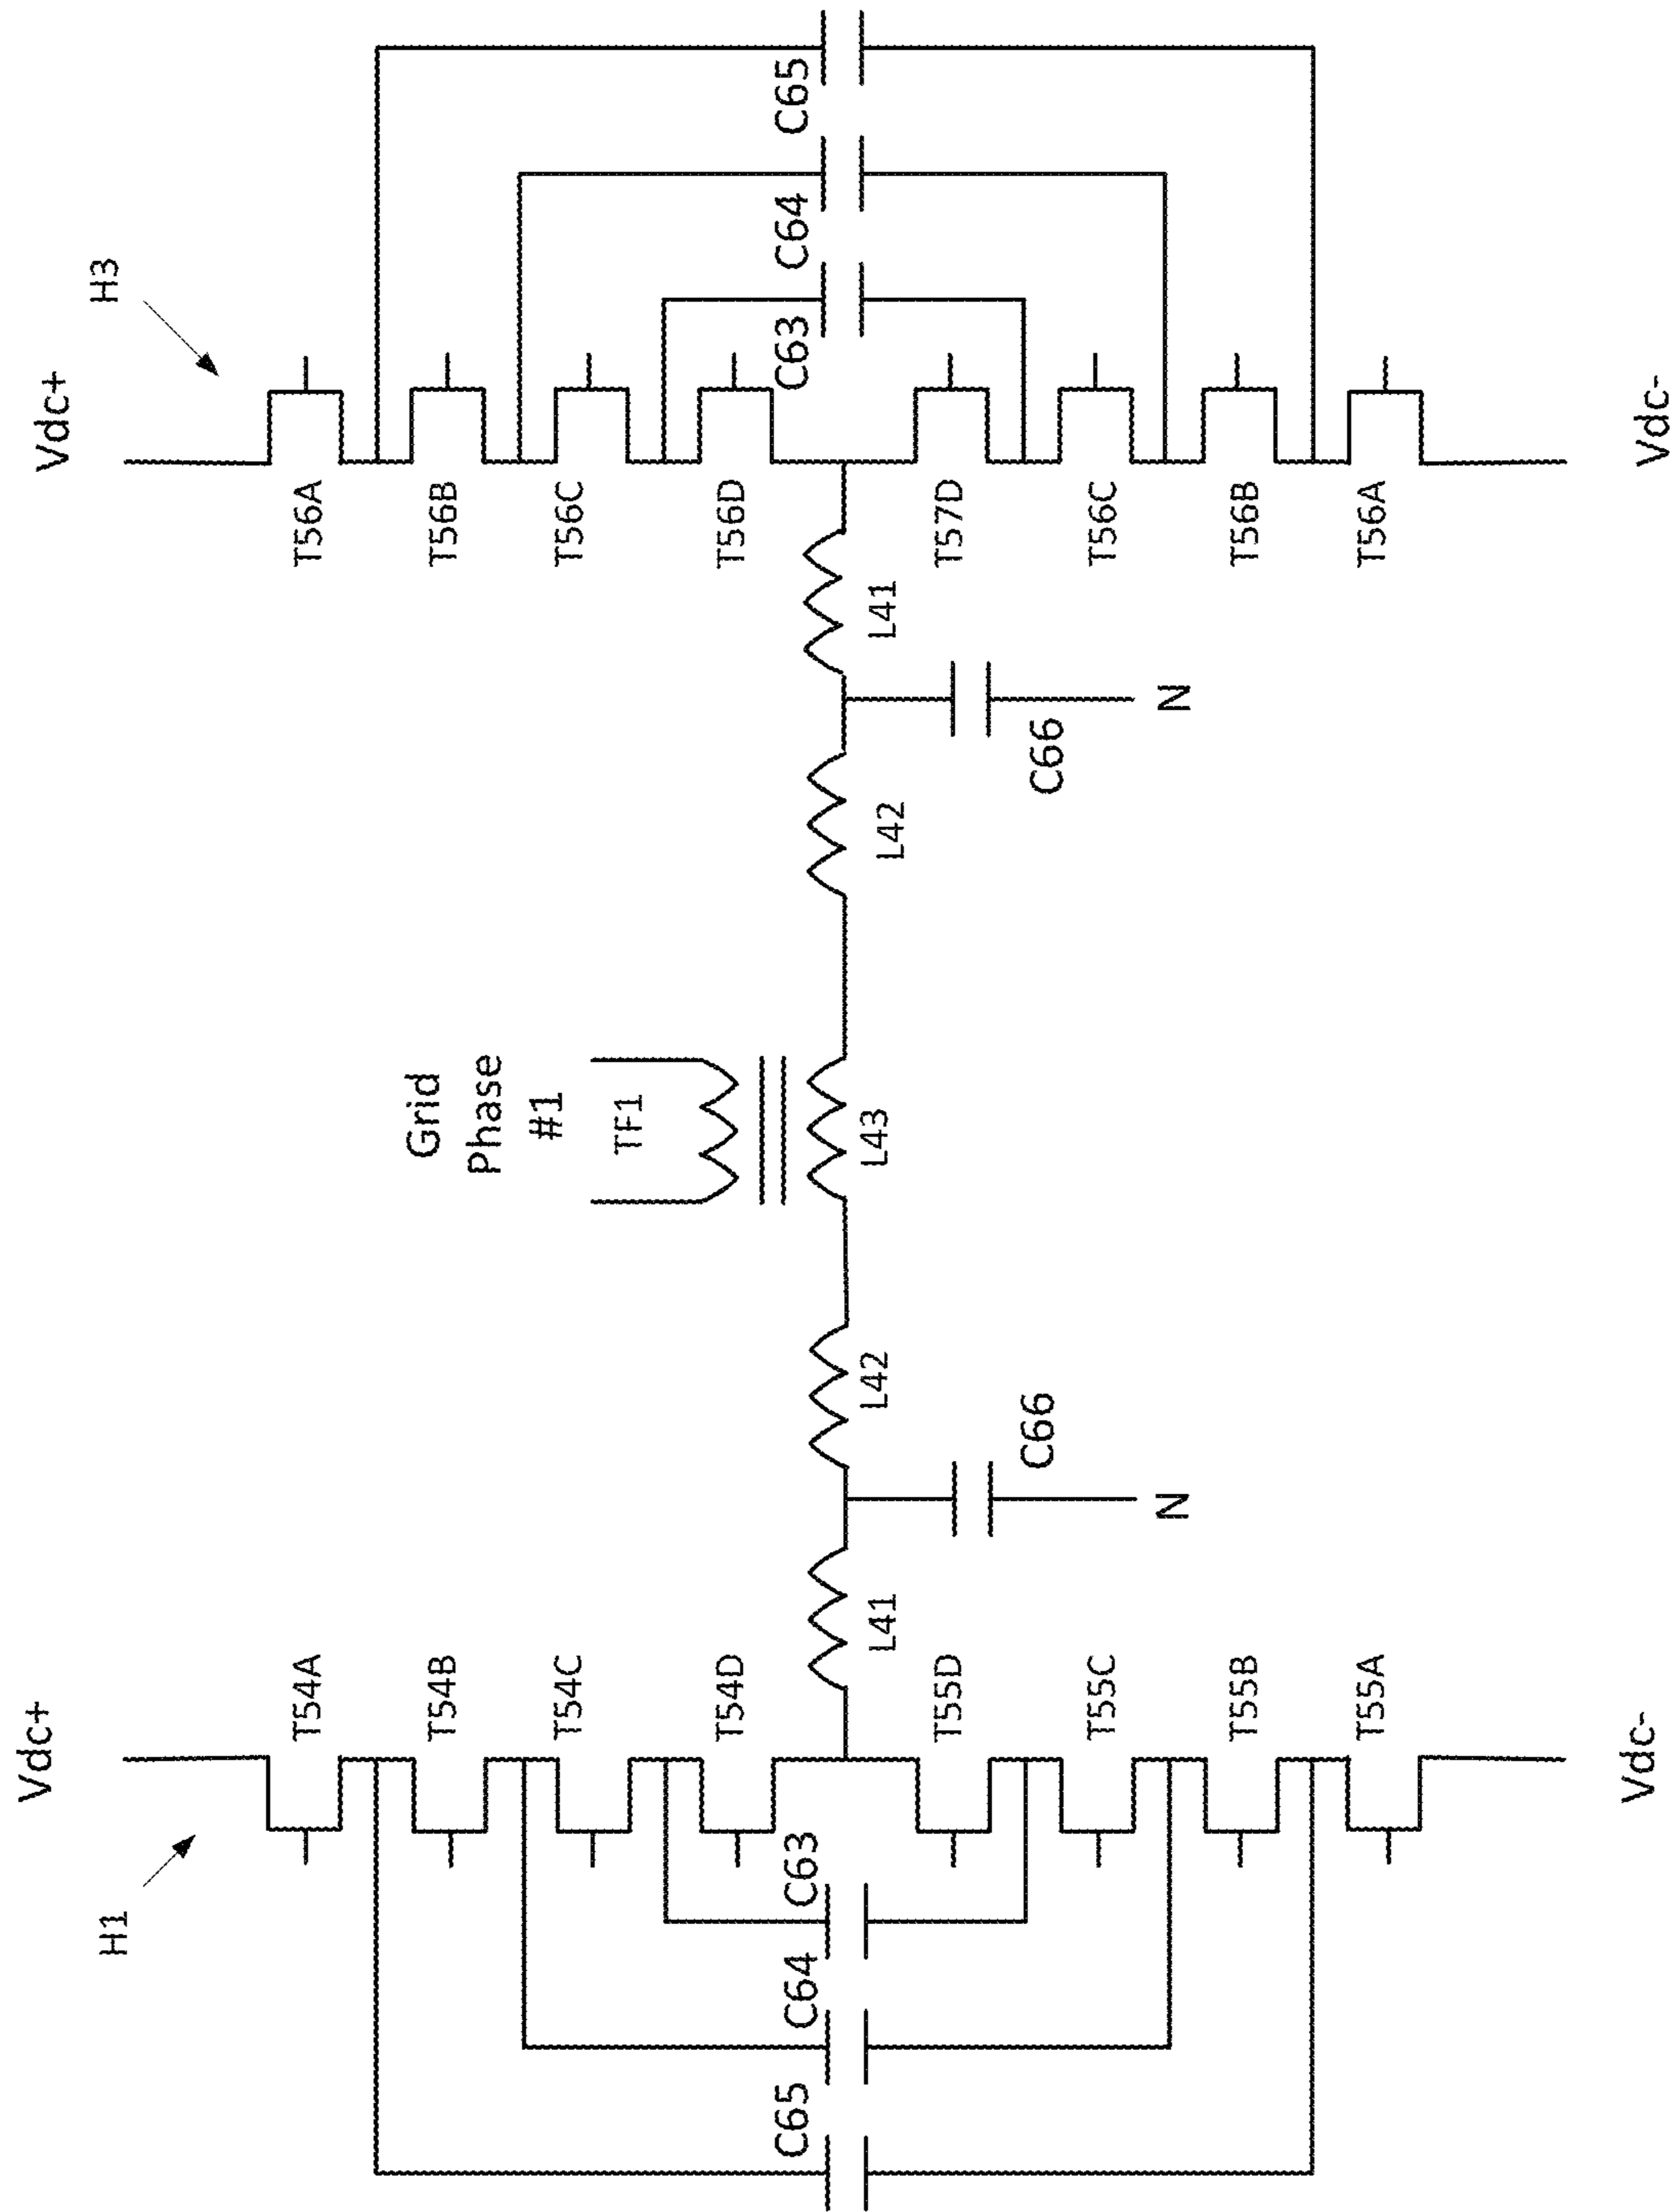 Vdc+
Vdc+
H1
H3
T54A
T54B
T54C
T54D
T55D
T55C
T55B
T55A
C65
C64
C63
Vdc-
L41
C66
N
L42
Grid
Phase
#1
TF1
L43
L42
C66
N
L41
T56A
T56B
T56C
T56D
T57D
T56C
T56B
T56A
C63
C64
C65
Vdc-